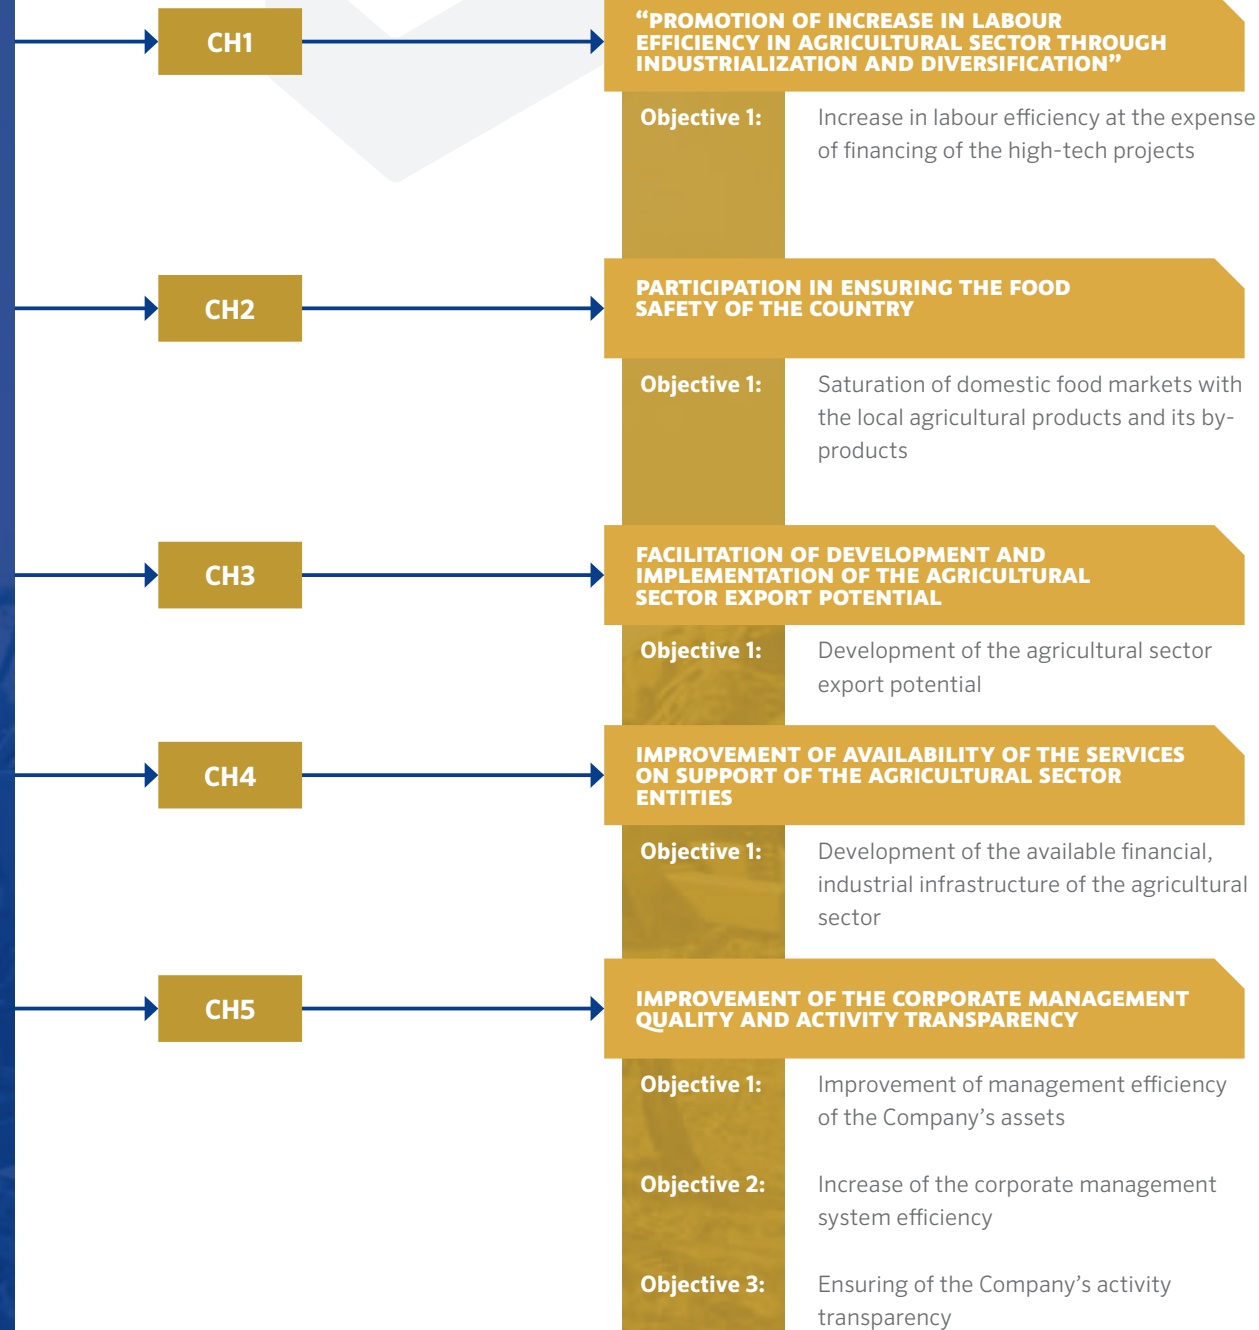 CH1
“PROMOTION OF INCREASE IN LABOUR
EFFICIENCY IN AGRICULTURAL SECTOR THROUGH
INDUSTRIALIZATION AND DIVERSIFICATION”
Objective 1:
Increase in labour efficiency at the expense
of financing of the high-tech projects
CH2
PARTICIPATION IN ENSURING THE FOOD
SAFETY OF THE COUNTRY
Objective 1:
Saturation of domestic food markets with
the local agricultural products and its by-
products
CH3
FACILITATION OF DEVELOPMENT AND
IMPLEMENTATION OF THE AGRICULTURAL
SECTOR EXPORT POTENTIAL
Objective 1:
Development of the agricultural sector
export potential
CH4
IMPROVEMENT OF AVAILABILITY OF THE SERVICES
ON SUPPORT OF THE AGRICULTURAL SECTOR
ENTITIES
Objective 1:
Development of the available financial,
industrial infrastructure of the agricultural
sector
CH5
IMPROVEMENT OF THE CORPORATE MANAGEMENT
QUALITY AND ACTIVITY TRANSPARENCY
Objective 1:
Improvement of management efficiency
of the Company’s assets
Objective 2:
Increase of the corporate management
system efficiency
Objective 3:
Ensuring of the Company’s activity
transparency